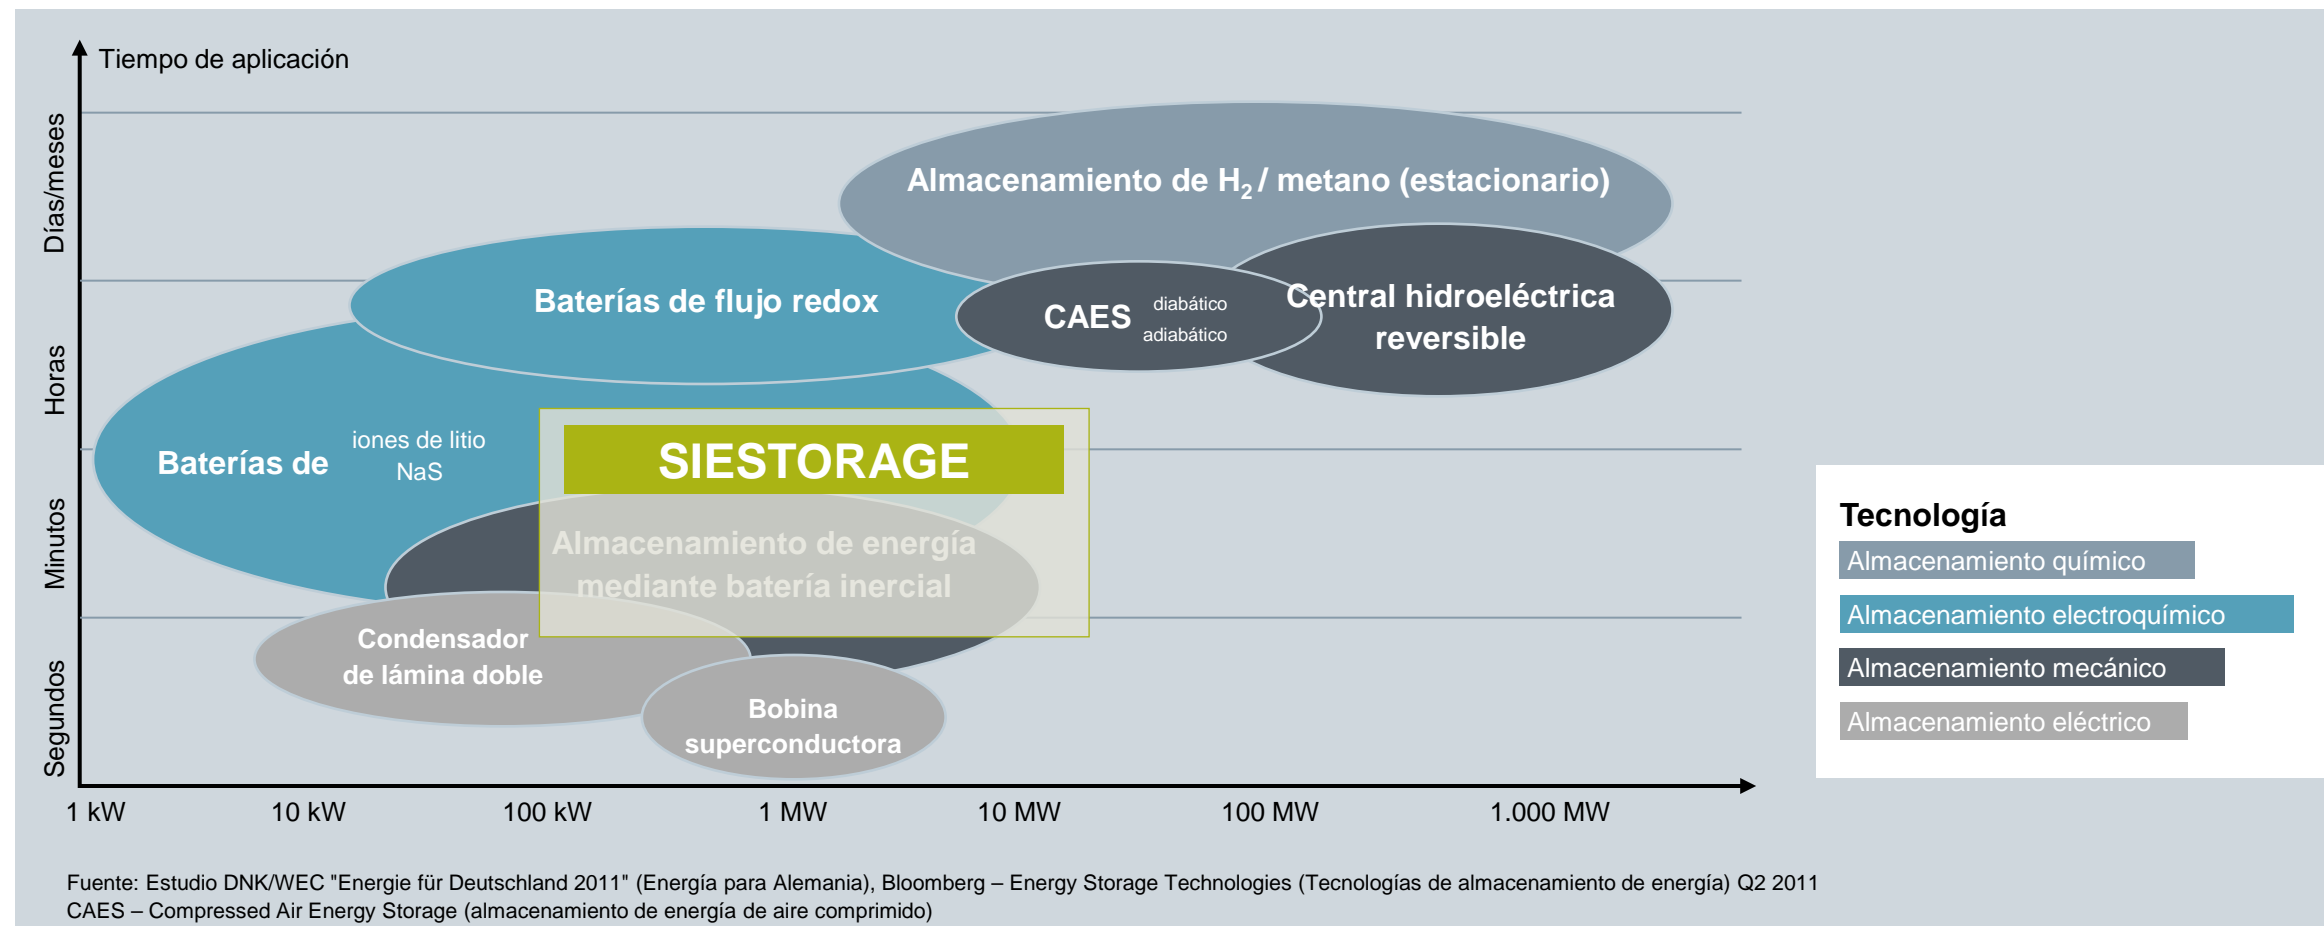 Tiempo de aplicación
Días/meses
Horas
Minutos
Segundos
Almacenamiento de H2 / metano (estacionario)
Baterías de flujo redox
CAES
diabático
adiabático
Central hidroeléctrica
reversible
Baterías de
iones de litio
NaS
SIESTORAGE
Almacenamiento de energía
mediante batería inercial
Condensador
de lámina doble
Bobina
superconductora
1 kW
10 kW
100 kW
1 MW
10 MW
100 MW
1.000 MW
Tecnología
Almacenamiento químico
Almacenamiento electroquímico
Almacenamiento mecánico
Almacenamiento eléctrico
Fuente: Estudio DNK/WEC "Energie für Deutschland 2011" (Energía para Alemania), Bloomberg – Energy Storage Technologies (Tecnologías de almacenamiento de energía) Q2 2011
CAES – Compressed Air Energy Storage (almacenamiento de energía de aire comprimido)